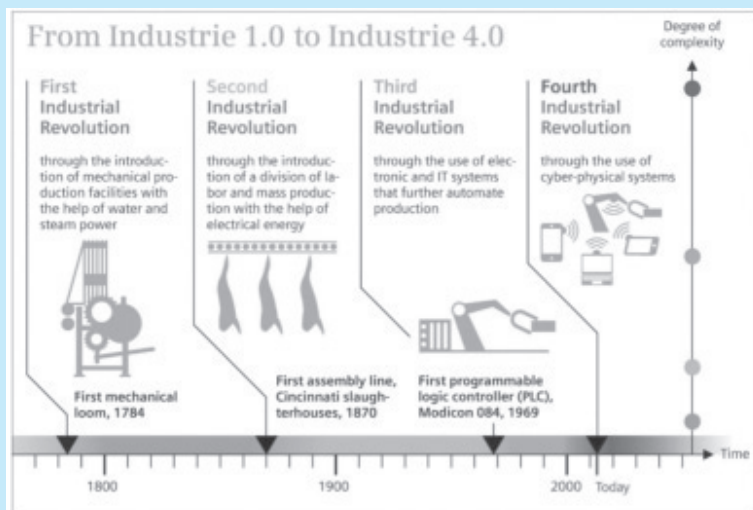 From Industrie 1.0 to Industrie 4.0
Degree of
complexity
First
Industrial
Revolution
through the introduc-
tion of mechanical pro-
duction facilities with
the help of water and
steam power
First mechanical
loom, 1784
Second
Industrial
Revolution
through the introduc-
tion of a division of la-
bor and mass produc-
tion with the help of
electrical energy
First assembly line,
Cincinnati slaugh-
terhouses, 1870
Third
Industrial
Revolution
through the use of elec-
tronic and IT systems
that further automate
production
First programmable
logic controller (PLC),
Modicon 084, 1969
Fourth
Industrial
Revolution
through the use of
cyber-physical systems
Time
1800
1900
2000
Today